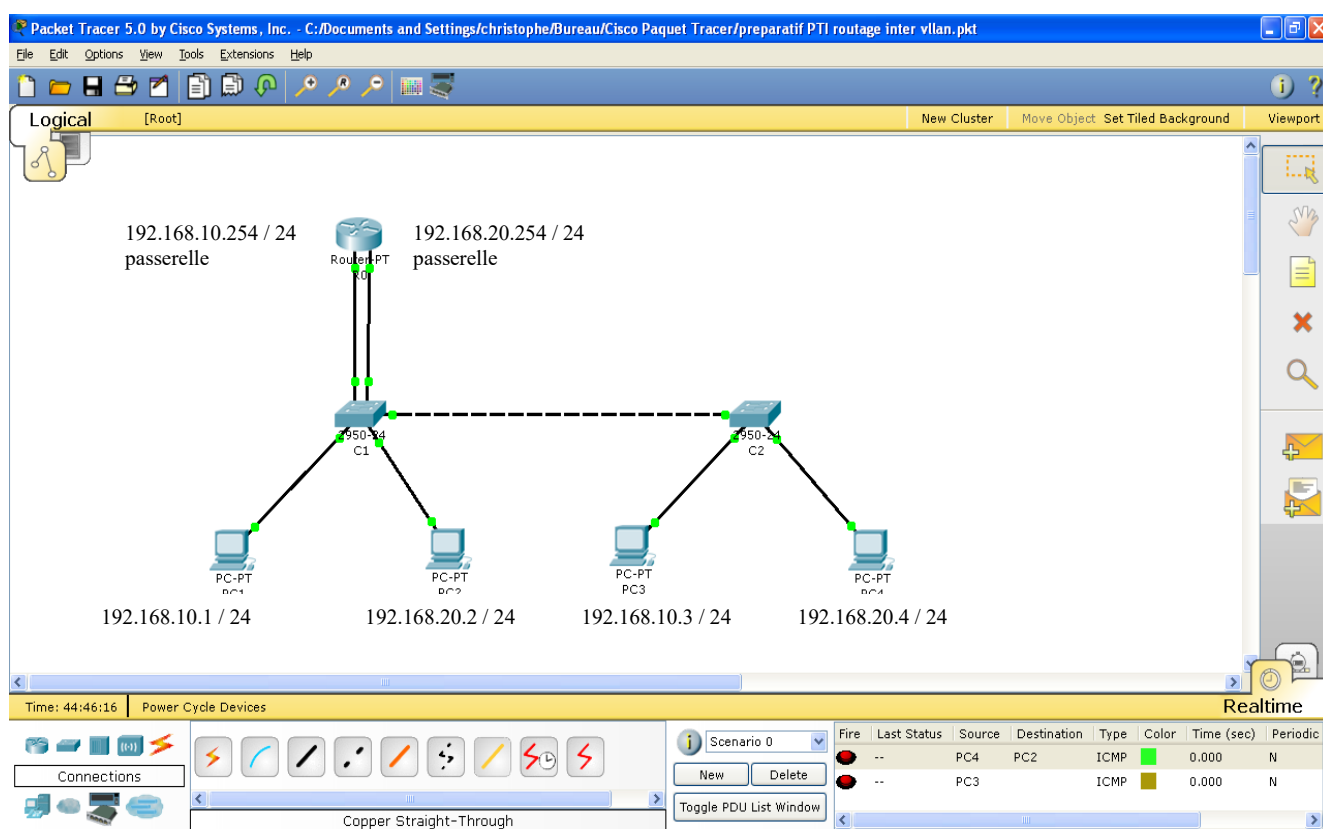 Packet Tracer 5.0 by Cisco Systems, Inc. - C:/Documents and Settings/christophe/Bureau/Cisco Paquet Tracer/preparatif PTI routage inter vllan.pkt
File Edit Options View Tools Extensions Help
Logical [Root] New Cluster Move Object Set Tiled Background Viewport
192.168.10.254 / 24
passerelle
192.168.20.254 / 24
passerelle
Router-PT
R0
2950-24
C1
2950-24
C2
PC-PT
PC1
PC-PT
PC2
PC-PT
PC3
PC-PT
PC4
192.168.10.1 / 24
192.168.20.2 / 24
192.168.10.3 / 24
192.168.20.4 / 24
Time: 44:46:16 Power Cycle Devices Realtime
Connections
Copper Straight-Through
Scenario 0
New Delete
Toggle PDU List Window
Fire Last Status Source Destination Type Color Time (sec) Periodic
-- PC4 PC2 ICMP 0.000 N
-- PC3 ICMP 0.000 N